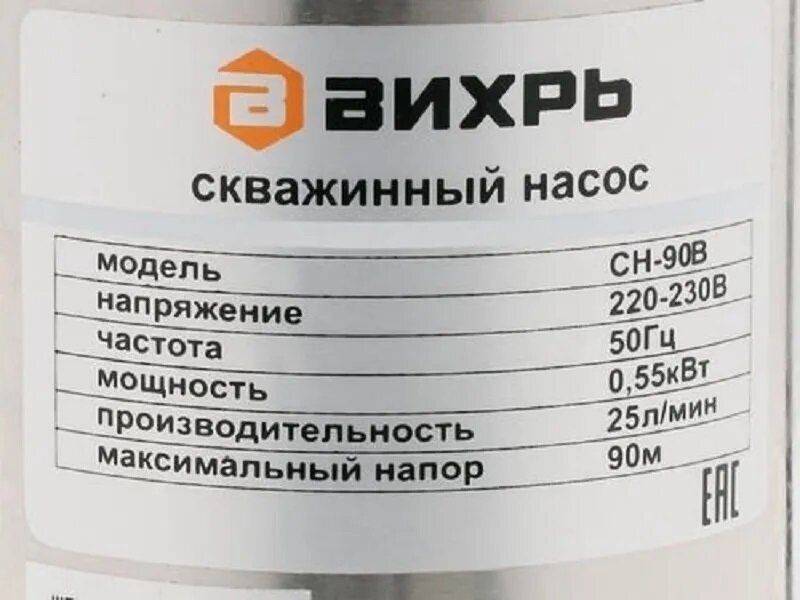 ВИХРЬ
скважинный насос
модель СН-90В
напряжение 220-230В
частота 50Гц
мощность 0,55кВт
производительность 25л/мин
максимальный напор 90м
ЕАС